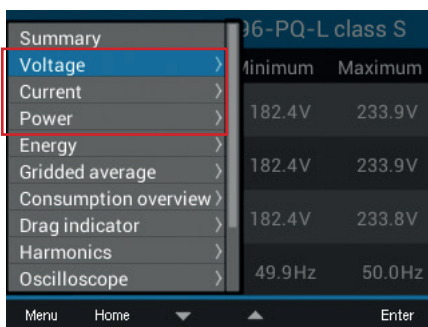 Summary
96-PQ-L class S
Voltage
Minimum Maximum
Current
Power
182.4V 233.9V
Energy
Gridded average
182.4V 233.9V
Consumption overview
Drag indicator
182.4V 233.8V
Harmonics
Oscilloscope
49.9Hz 50.0Hz
Menu Home Enter